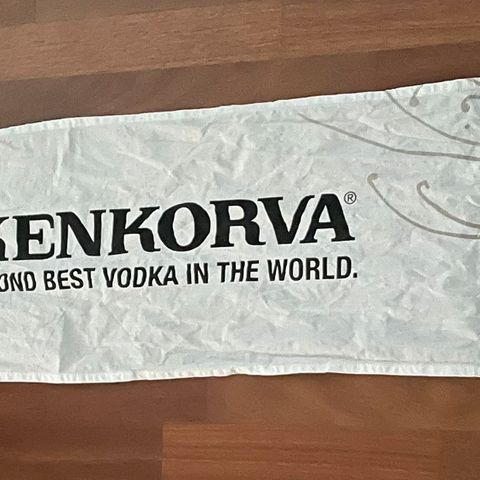 KENKORVA®
OND BEST VODKA IN THE WORLD.